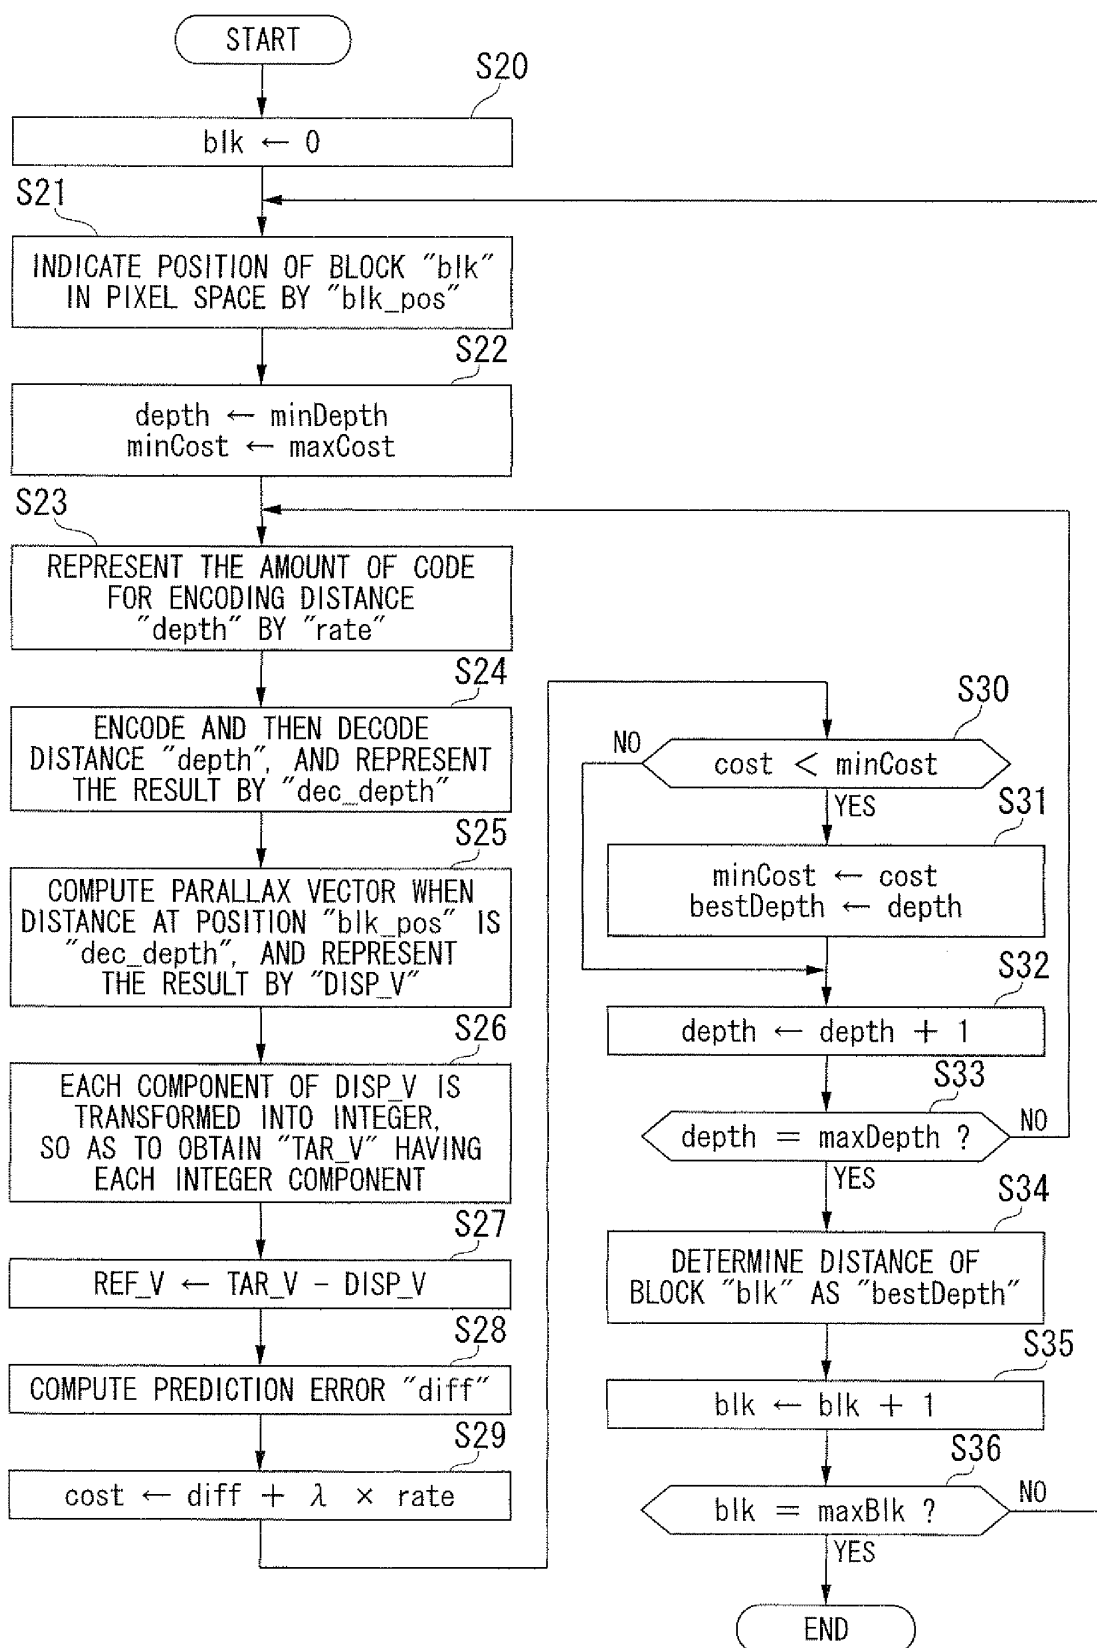 START
S20
blk ← 0
S21
INDICATE POSITION OF BLOCK "blk"
IN PIXEL SPACE BY "blk_pos"
S22
depth ← minDepth
minCost ← maxCost
S23
REPRESENT THE AMOUNT OF CODE
FOR ENCODING DISTANCE
"depth" BY "rate"
S24
ENCODE AND THEN DECODE
DISTANCE "depth", AND REPRESENT
THE RESULT BY "dec_depth"
S25
COMPUTE PARALLAX VECTOR WHEN
DISTANCE AT POSITION "blk_pos" IS
"dec_depth", AND REPRESENT
THE RESULT BY "DISP_V"
S26
EACH COMPONENT OF DISP_V IS
TRANSFORMED INTO INTEGER,
SO AS TO OBTAIN "TAR_V" HAVING
EACH INTEGER COMPONENT
S27
REF_V ← TAR_V - DISP_V
S28
COMPUTE PREDICTION ERROR "diff"
S29
cost ← diff + λ × rate
S30
NO
cost < minCost
YES
S31
minCost ← cost
bestDepth ← depth
S32
depth ← depth + 1
S33
depth = maxDepth ?
NO
YES
S34
DETERMINE DISTANCE OF
BLOCK "blk" AS "bestDepth"
S35
blk ← blk + 1
S36
blk = maxBlk ?
NO
YES
END